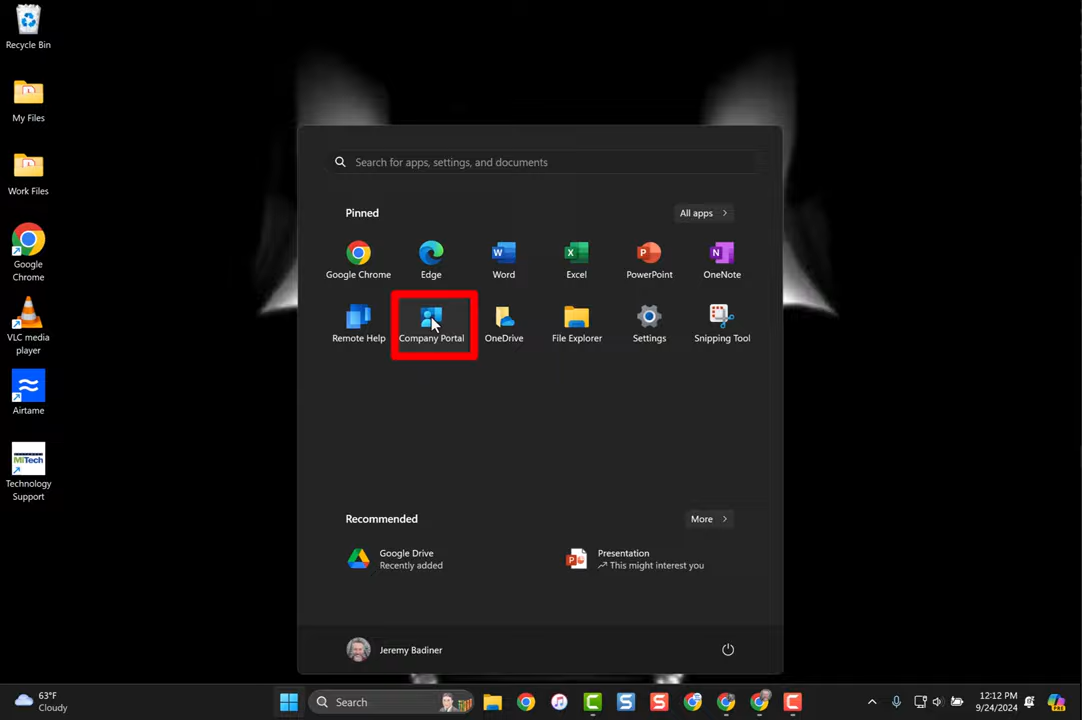 Recycle Bin
My Files
Work Files
Google
Chrome
VLC media
player
Airtame
MiTech
Technology
Support
Search for apps, settings, and documents
Pinned
All apps
Google Chrome
Edge
Word
Excel
PowerPoint
OneNote
Remote Help
Company Portal
OneDrive
File Explorer
Settings
Snipping Tool
Recommended
More
Google Drive
Recently added
Presentation
This might interest you
Jeremy Badiner
63°F
Cloudy
Search
12:12 PM
9/24/2024